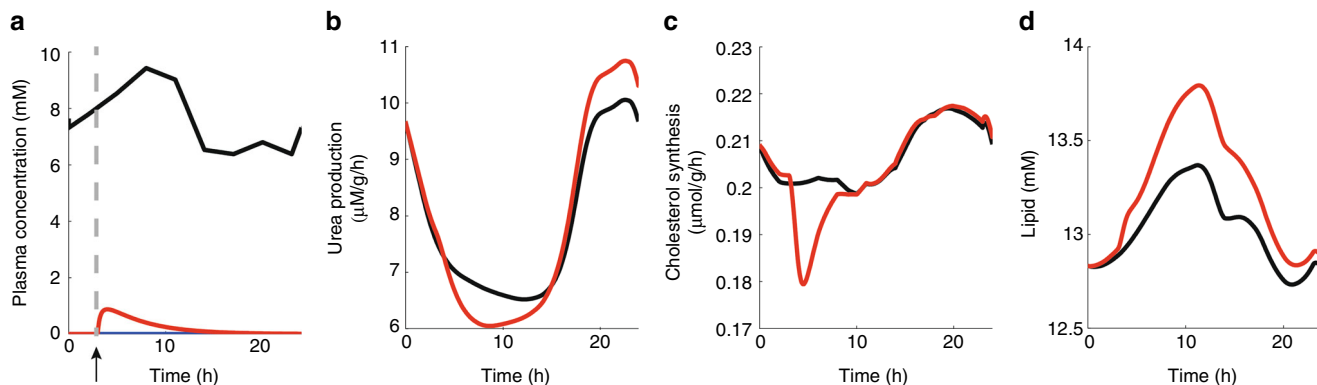 a
Plasma concentration (mM)
10
8
6
4
2
0
0
10
20
Time (h)
b
Urea production
(μM/g/h)
11
10
9
8
7
6
0
10
20
Time (h)
c
Cholesterol synthesis
(μmol/g/h)
0.23
0.22
0.21
0.2
0.19
0.18
0.17
0
10
20
Time (h)
d
Lipid (mM)
14
13.5
13
12.5
0
10
20
Time (h)